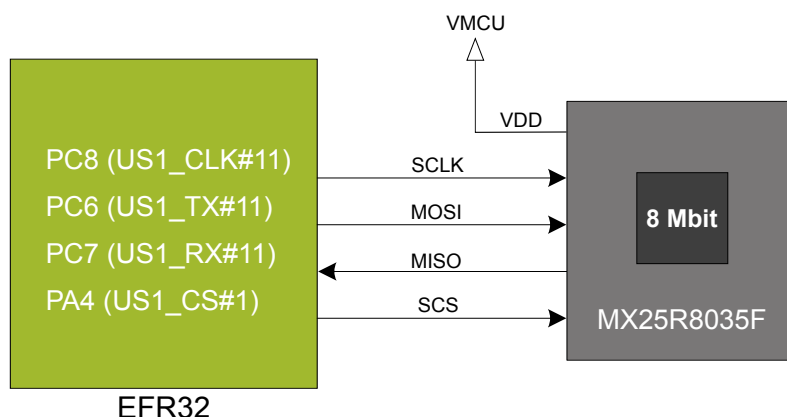 VMCU
VDD
PC8 (US1_CLK#11)
SCLK
PC6 (US1_TX#11)
MOSI
8 Mbit
PC7 (US1_RX#11)
MISO
PA4 (US1_CS#1)
SCS
MX25R8035F
EFR32